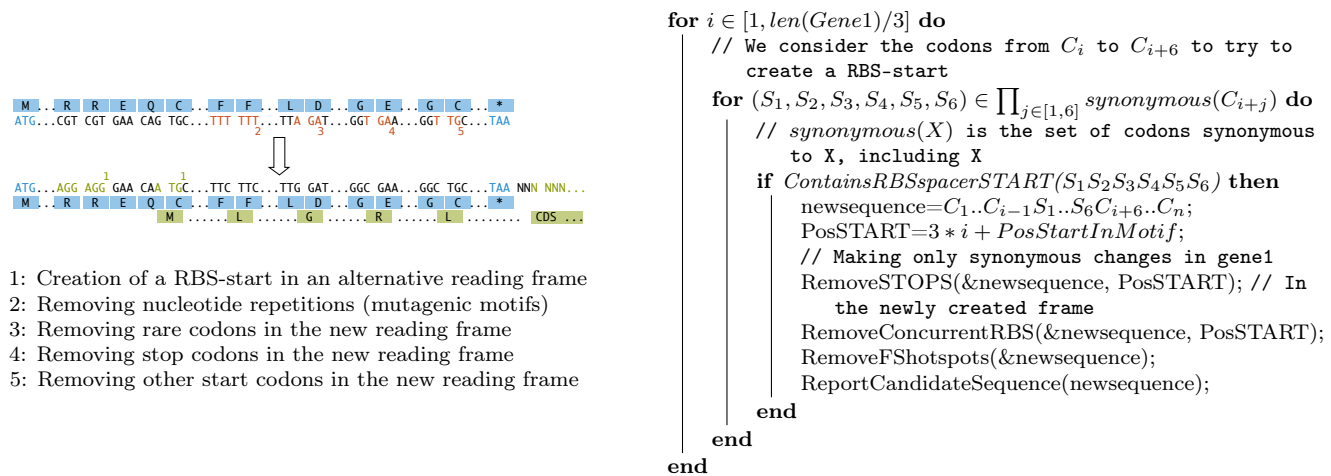 M ... R R E Q C ... F F ... L D ... G E ... G C ... *
ATG...CGT CGT GAA CAG TGC...TTT TTT...TTA GAT...GGT GAA...GGT TGC...TAA
2 3 4 5
1 1
ATG...AGG AGG GAA CAA TGC...TTC TTC...TTG GAT...GGC GAA...GGC TGC...TAA NNN NNN...
M ... R R E Q C ... F F ... L D ... G E ... G C ... *
M ....... L ....... G ....... R ....... L ........ CDS ...
1: Creation of a RBS-start in an alternative reading frame
2: Removing nucleotide repetitions (mutagenic motifs)
3: Removing rare codons in the new reading frame
4: Removing stop codons in the new reading frame
5: Removing other start codons in the new reading frame
for i ∈ [1, len(Gene1)/3] do
// We consider the codons from C_i to C_{i+6} to try to
create a RBS-start
for (S_1, S_2, S_3, S_4, S_5, S_6) ∈ ∏_{j∈[1,6]} synonymous(C_{i+j}) do
// synonymous(X) is the set of codons synonymous
to X, including X
if ContainsRBSspacerSTART(S_1S_2S_3S_4S_5S_6) then
newsequence=C_1..C_{i−1}S_1..S_6C_{i+6}..C_n;
PosSTART=3 * i + PosStartInMotif;
// Making only synonymous changes in gene1
RemoveSTOPS(&newsequence, PosSTART); // In
the newly created frame
RemoveConcurrentRBS(&newsequence, PosSTART);
RemoveFShotspots(&newsequence);
ReportCandidateSequence(newsequence);
end
end
end